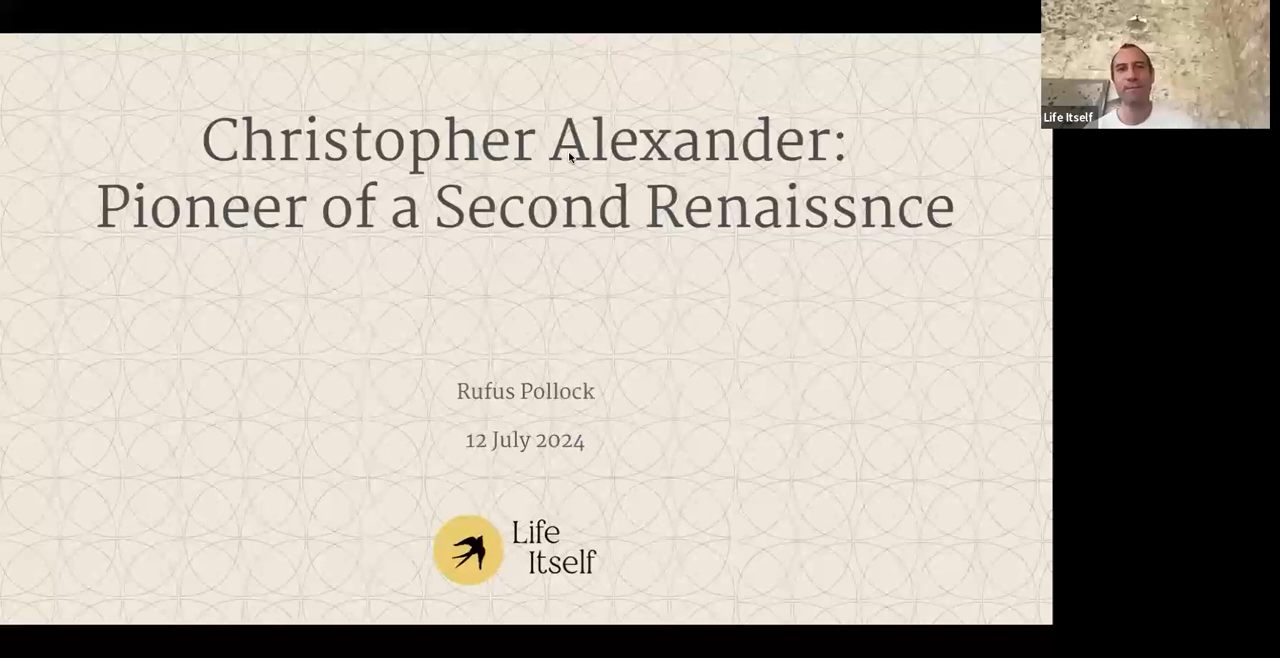 Christopher Alexander:
Pioneer of a Second Renaissnce
Rufus Pollock
12 July 2024
Life
Itself
Life Itself